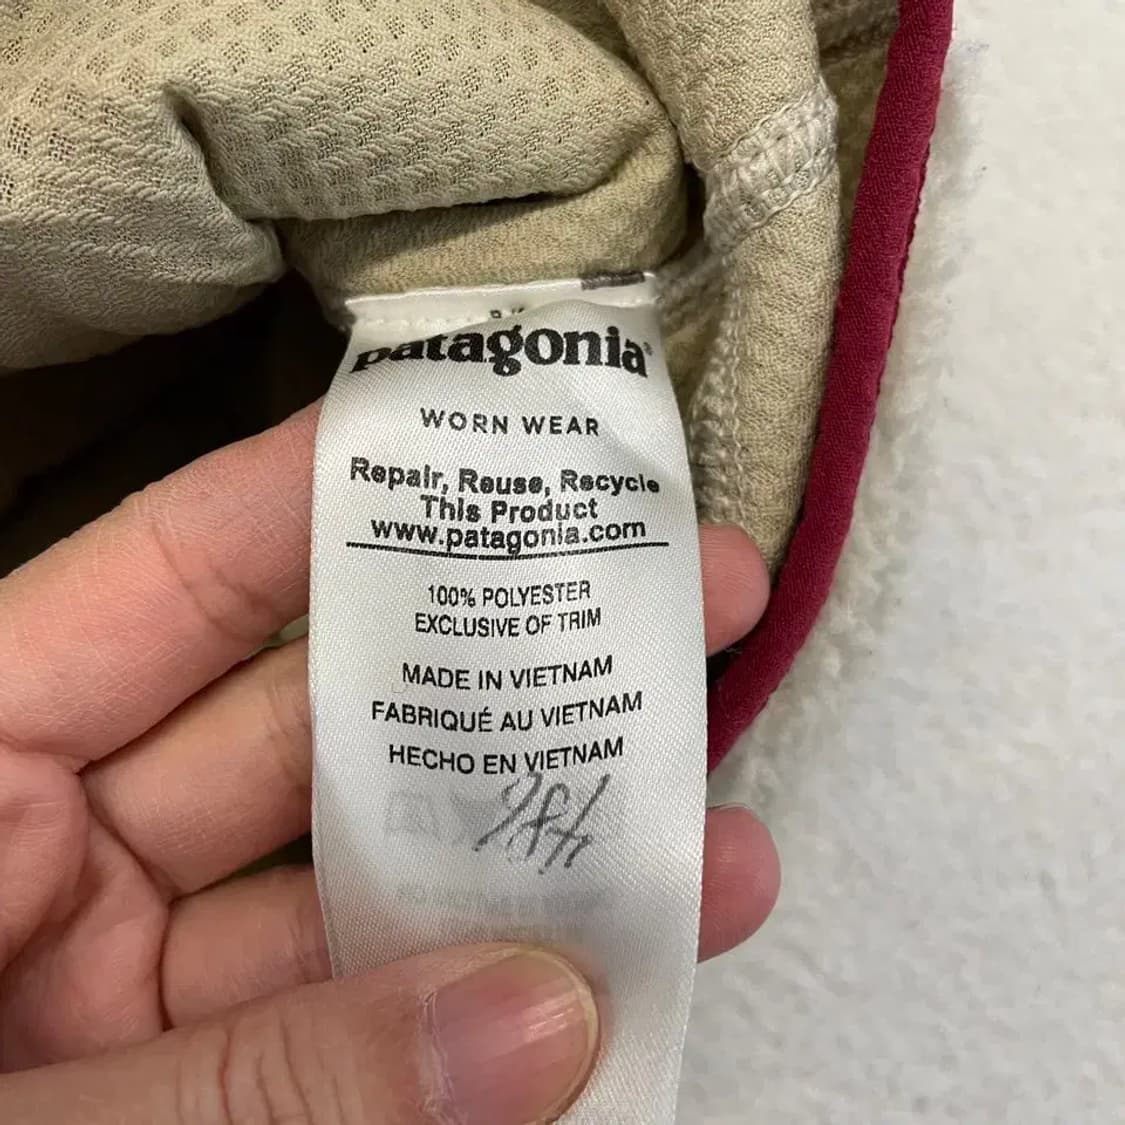 patagonia®
WORN WEAR
Repair, Reuse, Recycle
This Product
www.patagonia.com
100% POLYESTER
EXCLUSIVE OF TRIM
MADE IN VIETNAM
FABRIQUÉ AU VIETNAM
HECHO EN VIETNAM